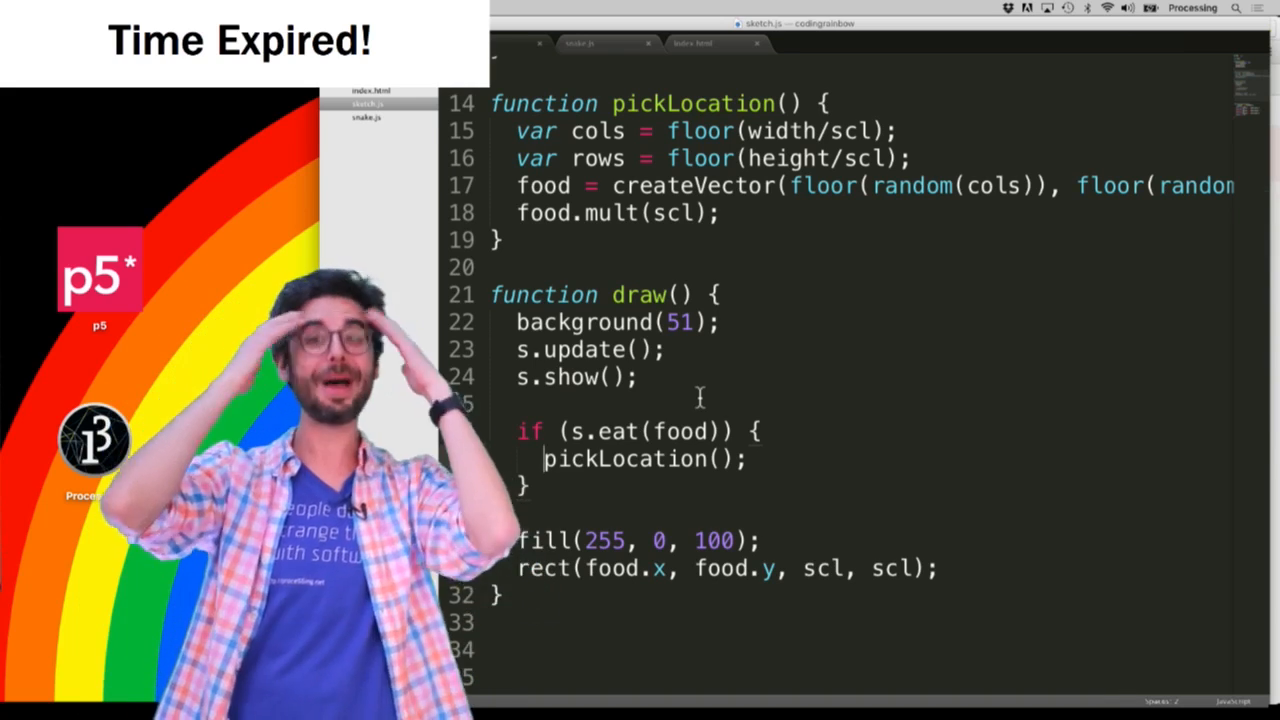 Time Expired!
Processing
sketch.js — codingrainbow
snake.js
index.html
index.html
sketch.js
snake.js
14 function pickLocation() {
15 var cols = floor(width/scl);
16 var rows = floor(height/scl);
17 food = createVector(floor(random(cols)), floor(random
18 food.mult(scl);
19 }
20
21 function draw() {
22 background(51);
23 s.update();
24 s.show();
5
if (s.eat(food)) {
pickLocation();
}
fill(255, 0, 100);
rect(food.x, food.y, scl, scl);
32 }
33
34
5
p5*
p5
Proces
eople d
trange t
with softw
Spaces: 2
JavaScript